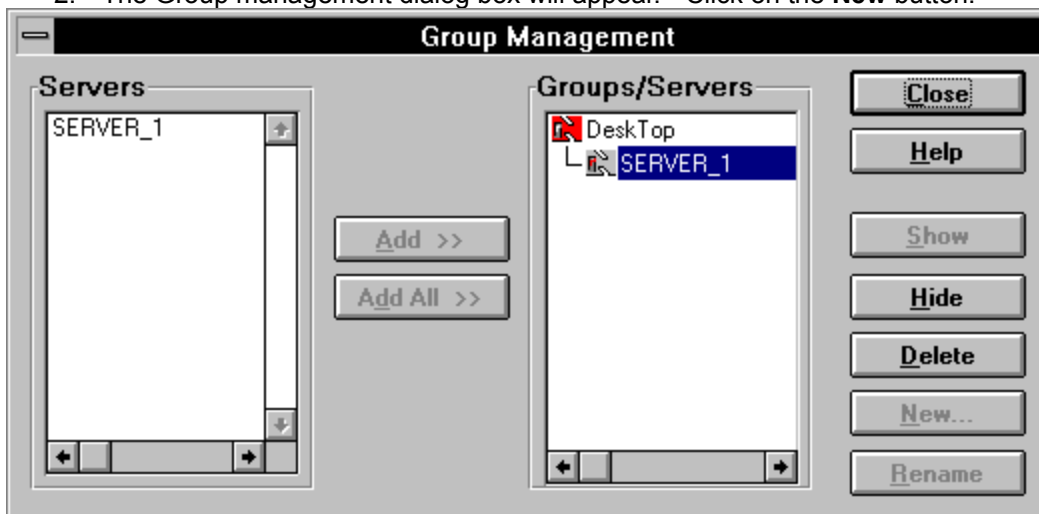 2. The Group management dialog box will appear. Click on the New button.
Group Management
Servers
SERVER_1
Add >>
Add All >>
Groups/Servers
DeskTop
SERVER_1
Close
Help
Show
Hide
Delete
New...
Rename